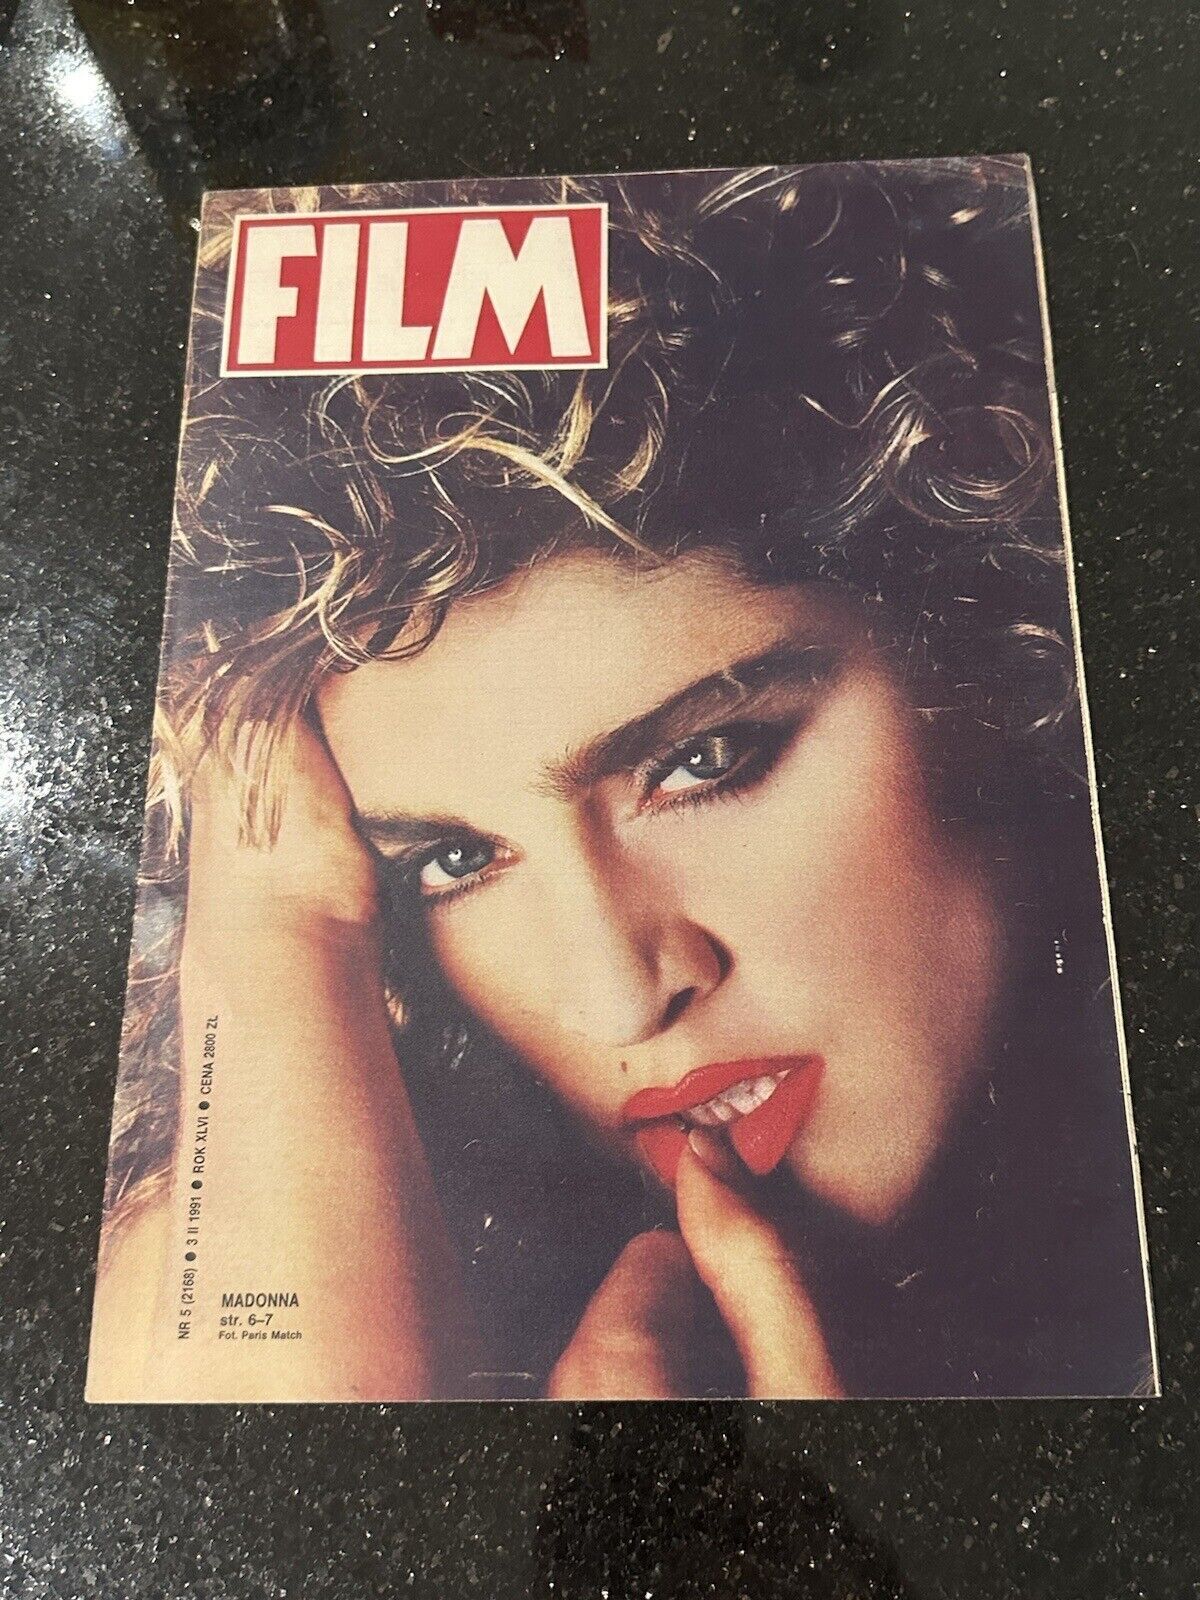 FILM
NR 5 (2168) ● 3 II 1991 ● ROK XLVI ● CENA 2800 ZŁ
MADONNA
str. 6–7
Fot. Paris Match